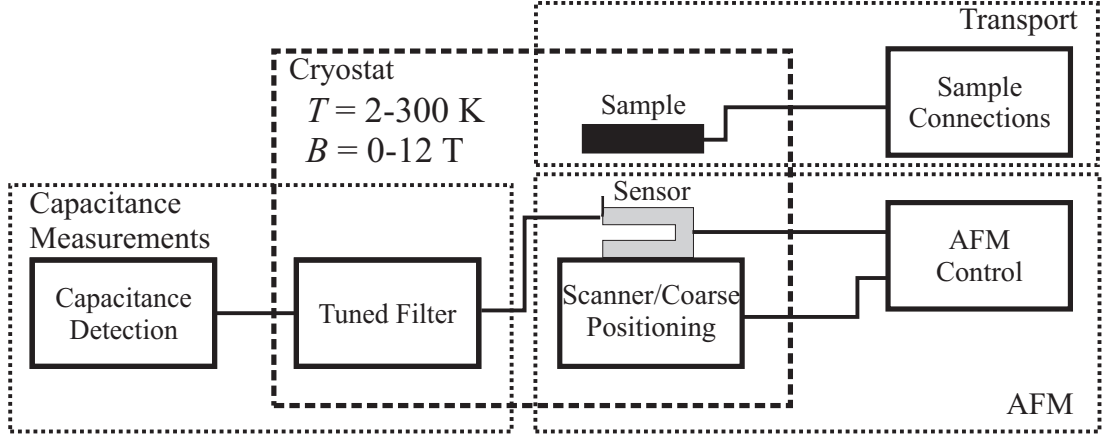 Transport
Cryostat
T = 2-300 K
B = 0-12 T
Sample
Sample
Connections
Capacitance
Measurements
Sensor
AFM
Control
Capacitance
Detection
Tuned Filter
Scanner/Coarse
Positioning
AFM